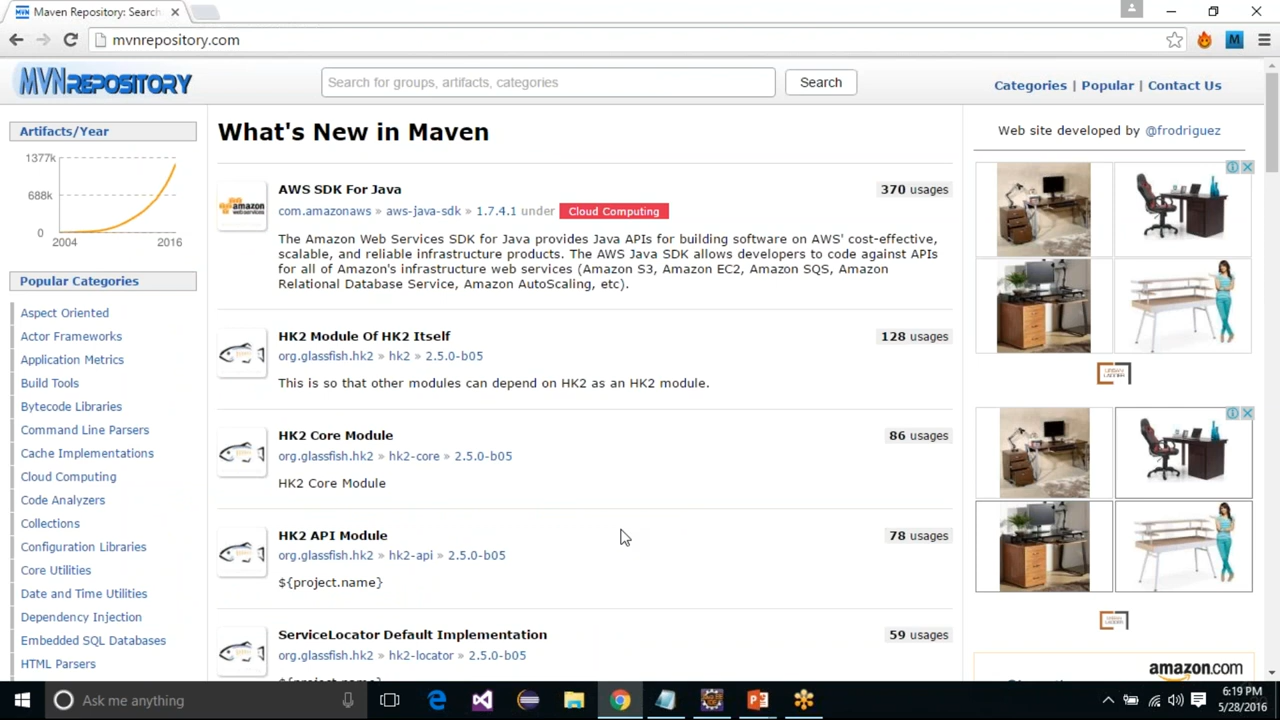 Maven Repository: Search
mvnrepository.com
MVNREPOSITORY
Search for groups, artifacts, categories
Search
Categories | Popular | Contact Us
Artifacts/Year
1377k
688k
0
2004
2016
Popular Categories
Aspect Oriented
Actor Frameworks
Application Metrics
Build Tools
Bytecode Libraries
Command Line Parsers
Cache Implementations
Cloud Computing
Code Analyzers
Collections
Configuration Libraries
Core Utilities
Date and Time Utilities
Dependency Injection
Embedded SQL Databases
HTML Parsers
What's New in Maven
amazon
web services
AWS SDK For Java
370 usages
com.amazonaws » aws-java-sdk » 1.7.4.1 under Cloud Computing
The Amazon Web Services SDK for Java provides Java APIs for building software on AWS' cost-effective,
scalable, and reliable infrastructure products. The AWS Java SDK allows developers to code against APIs
for all of Amazon's infrastructure web services (Amazon S3, Amazon EC2, Amazon SQS, Amazon
Relational Database Service, Amazon AutoScaling, etc).
HK2 Module Of HK2 Itself
128 usages
org.glassfish.hk2 » hk2 » 2.5.0-b05
This is so that other modules can depend on HK2 as an HK2 module.
HK2 Core Module
86 usages
org.glassfish.hk2 » hk2-core » 2.5.0-b05
HK2 Core Module
HK2 API Module
78 usages
org.glassfish.hk2 » hk2-api » 2.5.0-b05
${project.name}
ServiceLocator Default Implementation
59 usages
org.glassfish.hk2 » hk2-locator » 2.5.0-b05
${project.name}
Web site developed by @frodriguez
URBAN
LADDER
amazon.com
Ask me anything
6:19 PM
5/28/2016